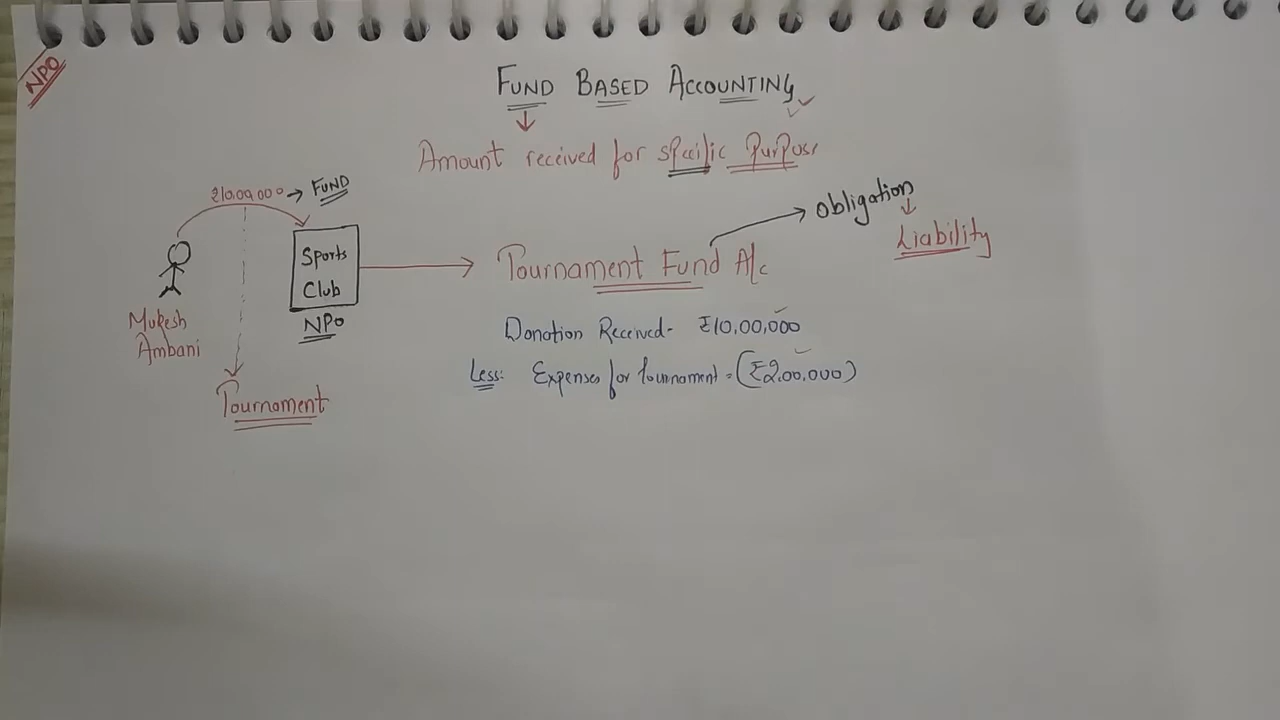 NPO
FUND BASED ACCOUNTING
Amount received for specific Purpose
₹10,00,000 → FUND
Obligation
Liability
Sports
Club
NPO
Tournament Fund A/c
Mukesh
Ambani
Donation Received - ₹10,00,000
Less: Expenses for Tournament = (₹2,00,000)
Tournament